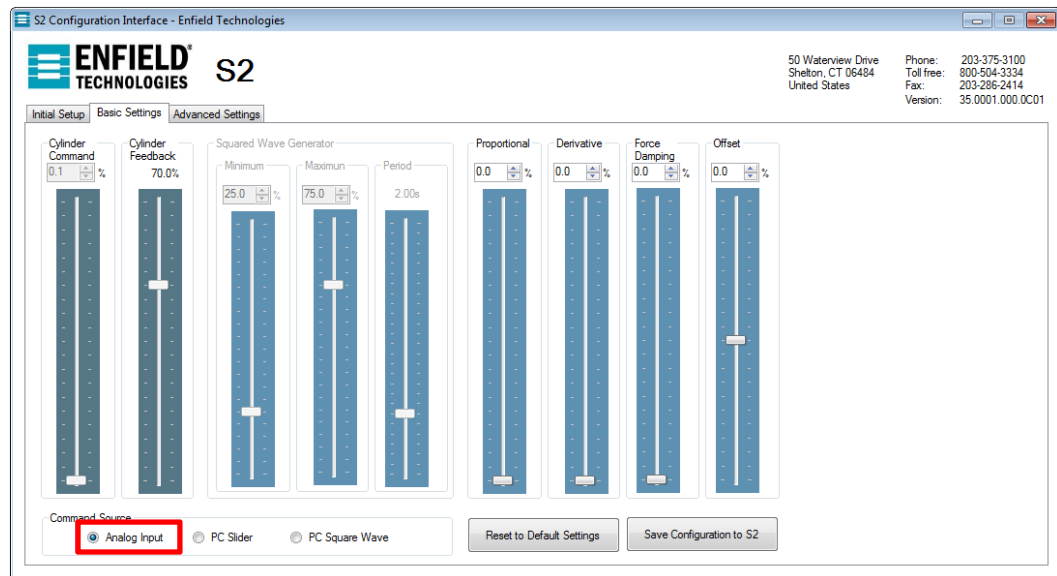 S2 Configuration Interface - Enfield Technologies
ENFIELD®
TECHNOLOGIES
S2
50 Waterview Drive
Shelton, CT 06484
United States
Phone: 203-375-3100
Toll free: 800-504-3334
Fax: 203-286-2414
Version: 35.0001.000.0C01
Initial Setup Basic Settings Advanced Settings
Cylinder Command
0.1 %
Cylinder Feedback
70.0%
Squared Wave Generator
Minimum
25.0 %
Maximun
75.0 %
Period
2.00s
Proportional
0.0 %
Derivative
0.0 %
Force Damping
0.0 %
Offset
0.0 %
Command Source
Analog Input PC Slider PC Square Wave
Reset to Default Settings
Save Configuration to S2